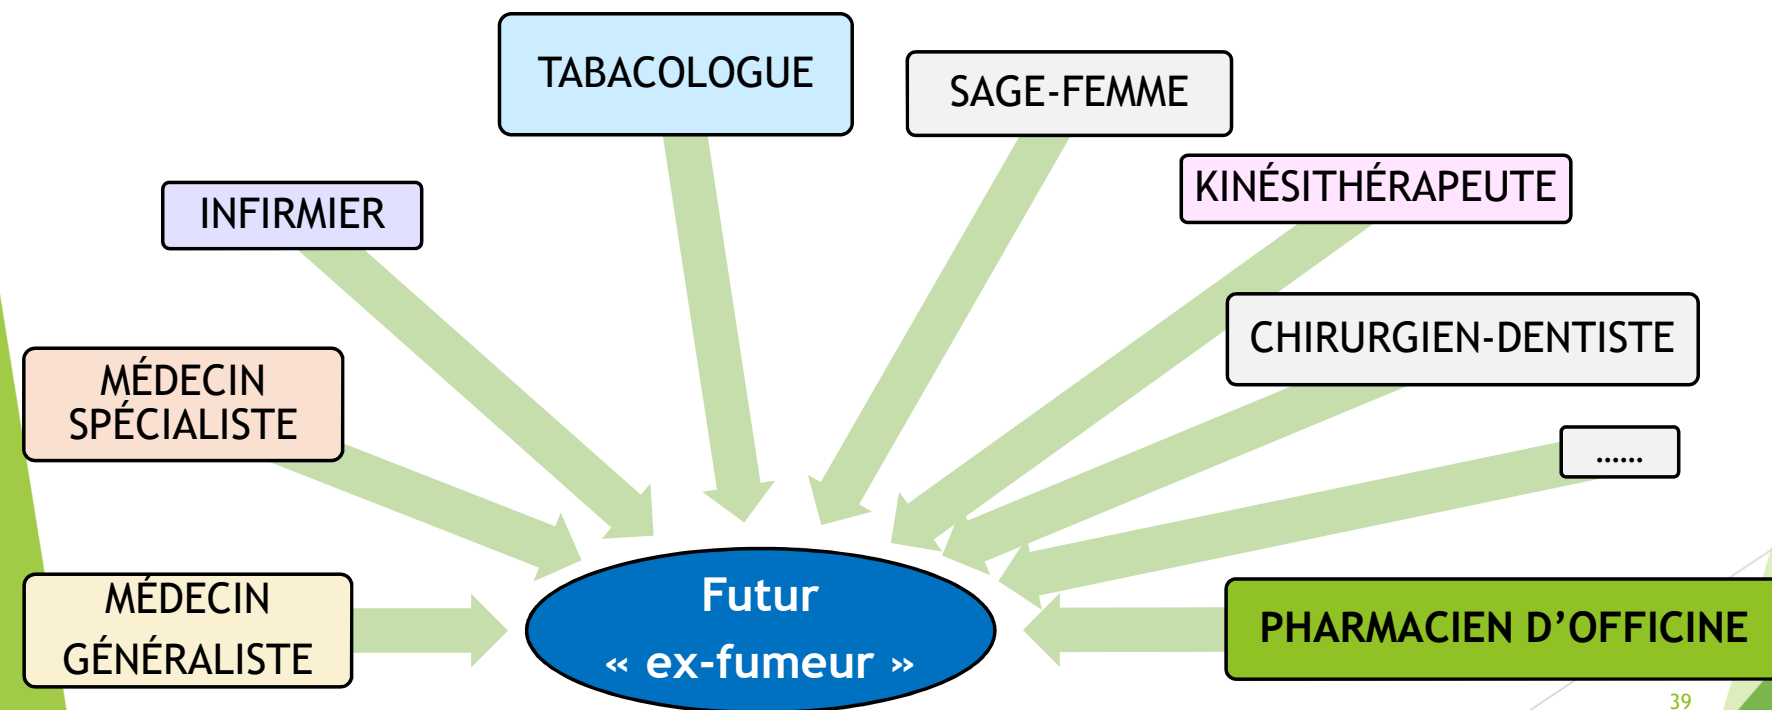 TABACOLOGUE
SAGE-FEMME
KINÉSITHÉRAPEUTE
INFIRMIER
CHIRURGIEN-DENTISTE
MÉDECIN
SPÉCIALISTE
......
MÉDECIN
GÉNÉRALISTE
Futur
« ex-fumeur »
PHARMACIEN D’OFFICINE
39